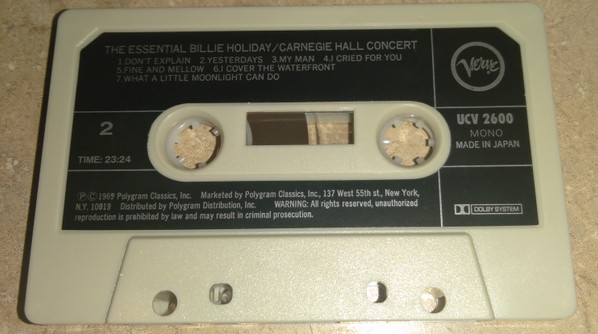 THE ESSENTIAL BILLIE HOLIDAY/CARNEGIE HALL CONCERT
1.DON'T EXPLAIN 2.YESTERDAYS 3.MY MAN 4.I CRIED FOR YOU
5.FINE AND MELLOW 6.I COVER THE WATERFRONT
7.WHAT A LITTLE MOONLIGHT CAN DO
Verve
2
UCV 2600
MONO
MADE IN JAPAN
TIME: 23:24
Ⓟ©1969 Polygram Classics, Inc. Marketed by Polygram Classics, Inc., 137 West 55th st., New York,
N.Y. 10019 Distributed by Polygram Distribution, Inc. WARNING: All rights reserved, unauthorized
reproduction is prohibited by law and may result in criminal prosecution.
DOLBY SYSTEM